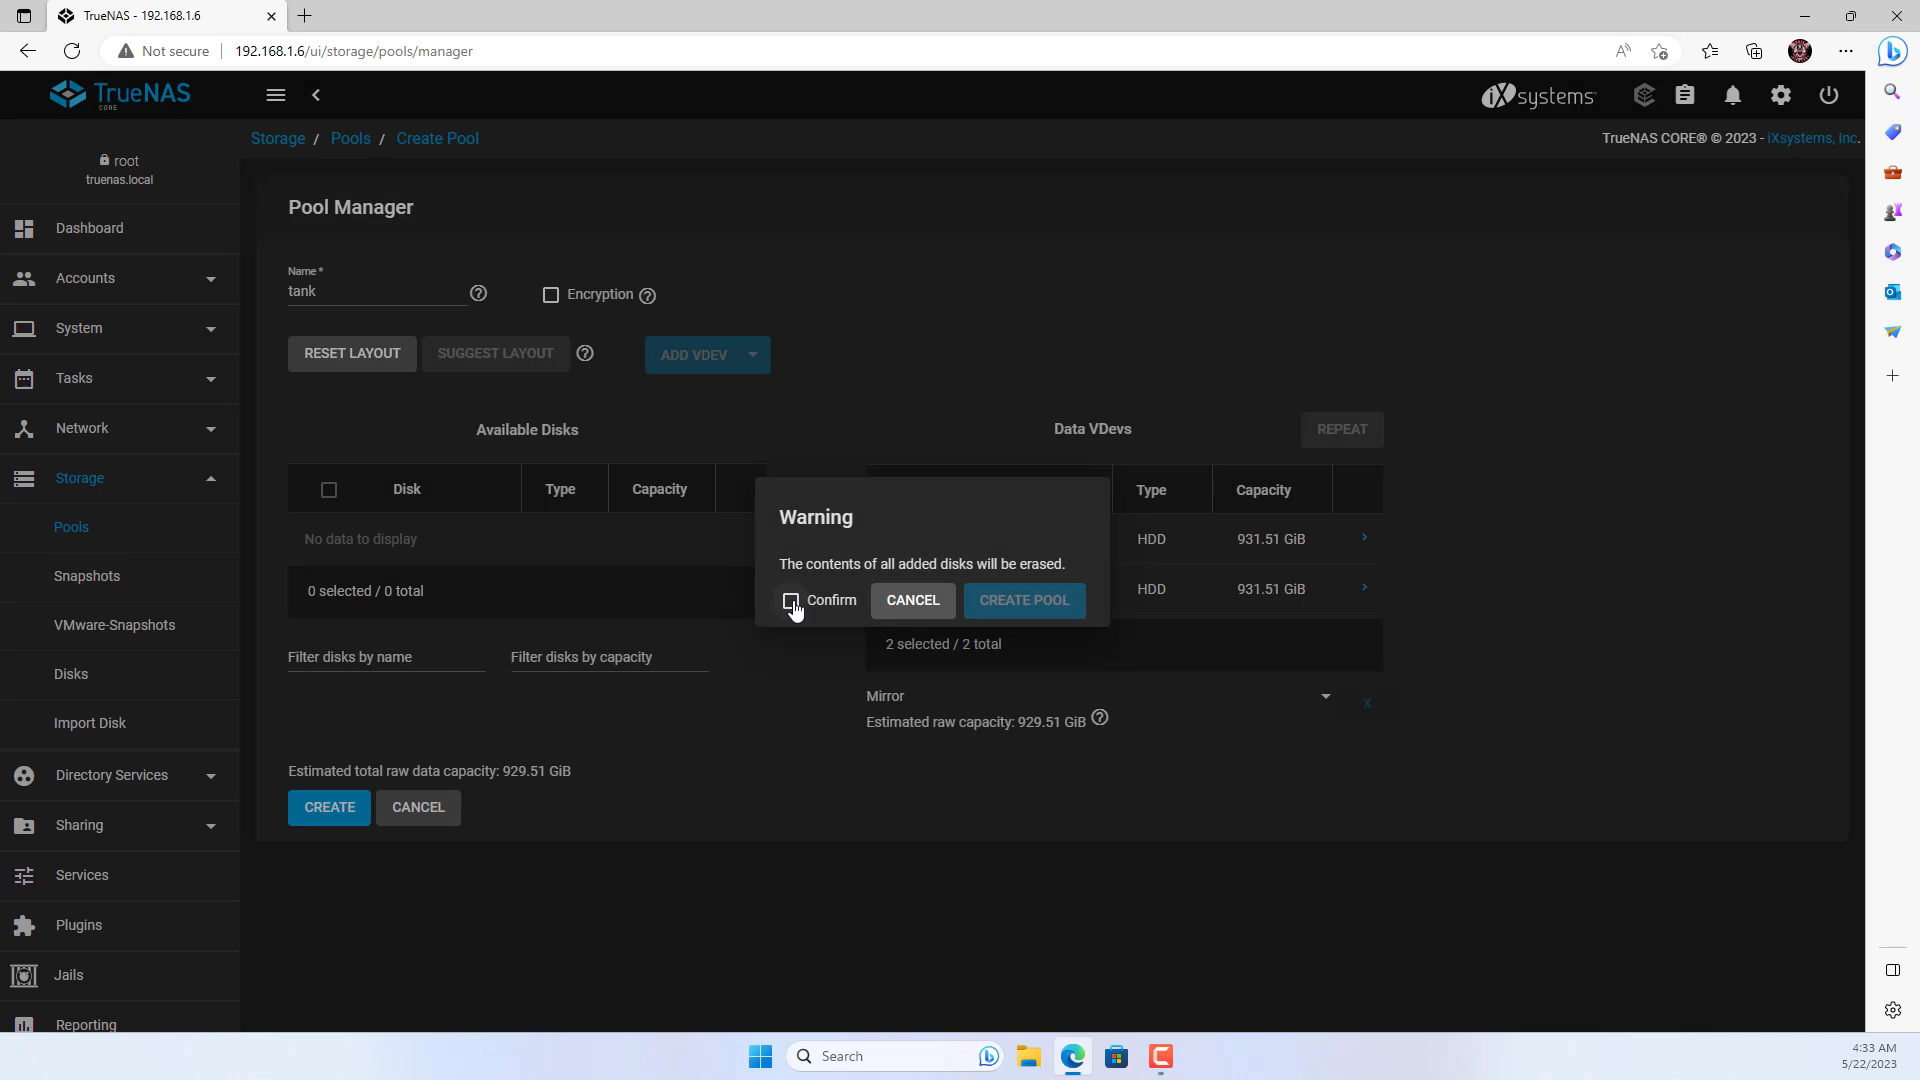 TrueNAS - 192.168.1.6
Not secure
192.168.1.6/ui/storage/pools/manager
TrueNAS
CORE
iXsystems
Storage / Pools / Create Pool
TrueNAS CORE® © 2023 - iXsystems, Inc.
root
truenas.local
Dashboard
Accounts
System
Tasks
Network
Storage
Pools
Snapshots
VMware-Snapshots
Disks
Import Disk
Directory Services
Sharing
Services
Plugins
Jails
Reporting
Pool Manager
Name *
tank
Encryption
RESET LAYOUT
SUGGEST LAYOUT
ADD VDEV
Available Disks
Disk Type Capacity
No data to display
0 selected / 0 total
Filter disks by name
Filter disks by capacity
Data VDevs
REPEAT
Type Capacity
HDD 931.51 GiB
HDD 931.51 GiB
2 selected / 2 total
Mirror
X
Estimated raw capacity: 929.51 GiB
Warning
The contents of all added disks will be erased.
Confirm
CANCEL
CREATE POOL
Estimated total raw data capacity: 929.51 GiB
CREATE
CANCEL
Search
4:33 AM
5/22/2023